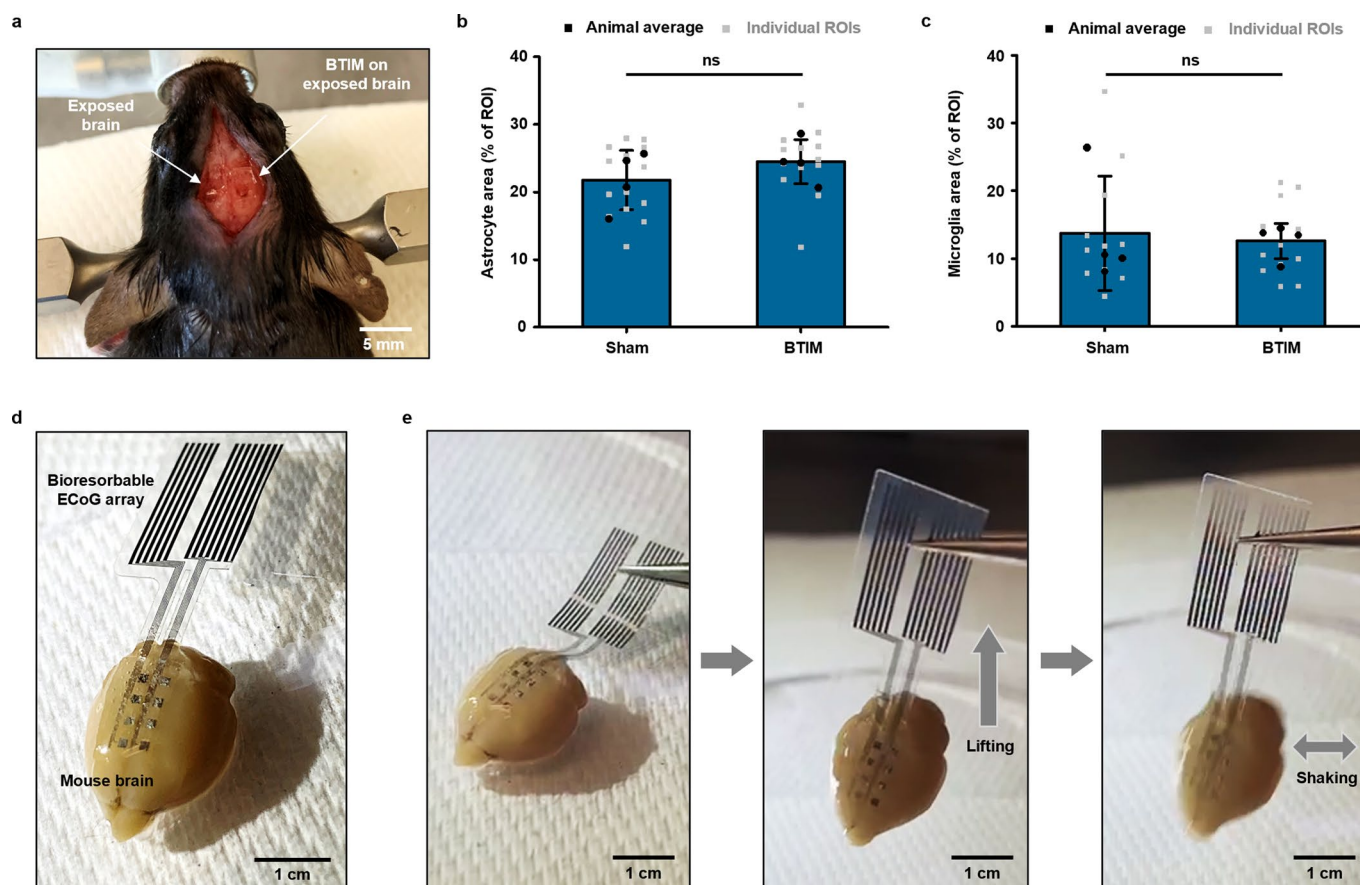 a
Exposed
brain
BTIM on
exposed brain
5 mm
b
Animal average
Individual ROIs
ns
Astrocyte area (% of ROI)
40
30
20
10
0
Sham
BTIM
c
Animal average
Individual ROIs
ns
Microglia area (% of ROI)
40
30
20
10
0
Sham
BTIM
d
Bioresorbable
ECoG array
Mouse brain
1 cm
e
1 cm
Lifting
1 cm
Shaking
1 cm